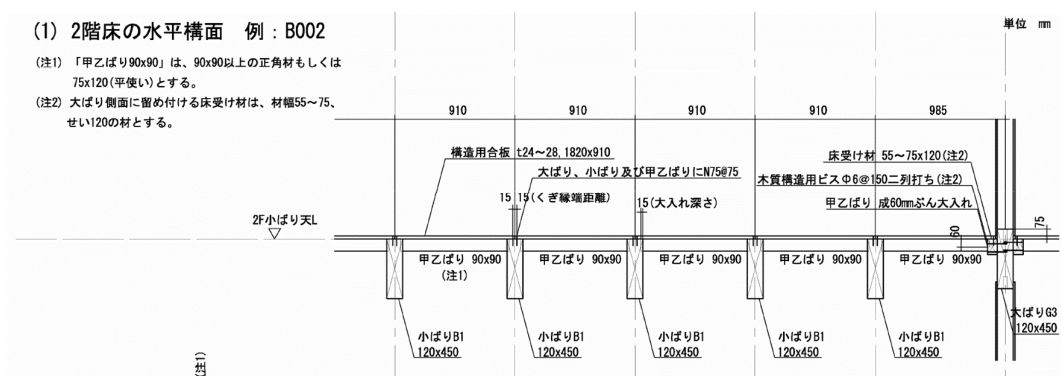 (1) 2階床の水平構面 例：B002
単位 mm
(注1) 「甲乙ばり90x90」は、90x90以上の正角材もしくは
75x120(平使い)とする。
(注2) 大ばり側面に留め付ける床受け材は、材幅55～75、
せい120の材とする。
910 910 910 910 985
構造用合板 t24～28, 1820x910
床受け材 55～75x120(注2)
大ばり、小ばり及び甲乙ばりにN75@75
木質構造用ビスΦ6@150二列打ち(注2)
15 15(くぎ縁端距離)
15(大入れ深さ)
甲乙ばり 成60mmぶん大入れ
2F小ばり天L
60
75
甲乙ばり 90x90 甲乙ばり 90x90 甲乙ばり 90x90 甲乙ばり 90x90 甲乙ばり 90x90
(注1)
大ばりG3
120x450
小ばりB1 小ばりB1 小ばりB1 小ばりB1 小ばりB1
120x450 120x450 120x450 120x450 120x450
(注1)